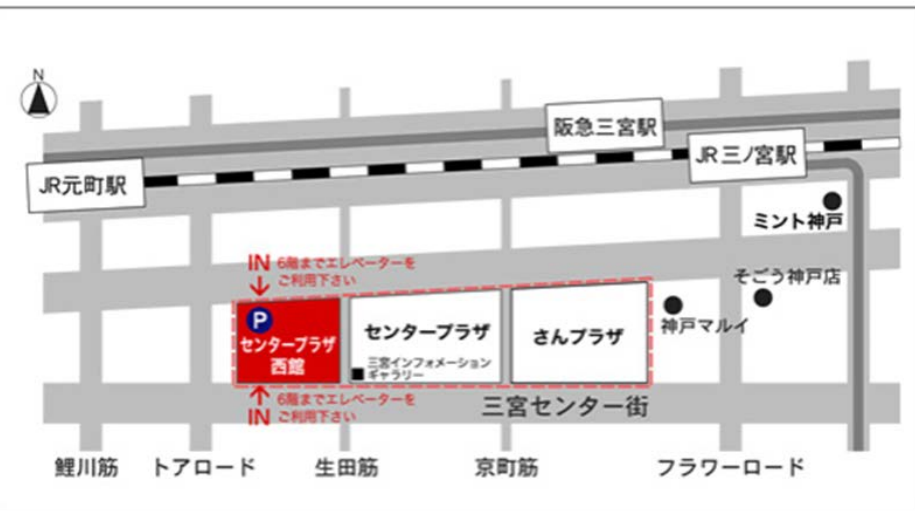 N
阪急三宮駅
JR三ノ宮駅
JR元町駅
ミント神戸
IN 6階までエレベーターを
ご利用下さい
そごう神戸店
P
センタープラザ
西館
センタープラザ
三宮インフォメーション
ギャラリー
さんプラザ
神戸マルイ
IN 6階までエレベーターを
ご利用下さい
三宮センター街
鯉川筋
トアロード
生田筋
京町筋
フラワーロード